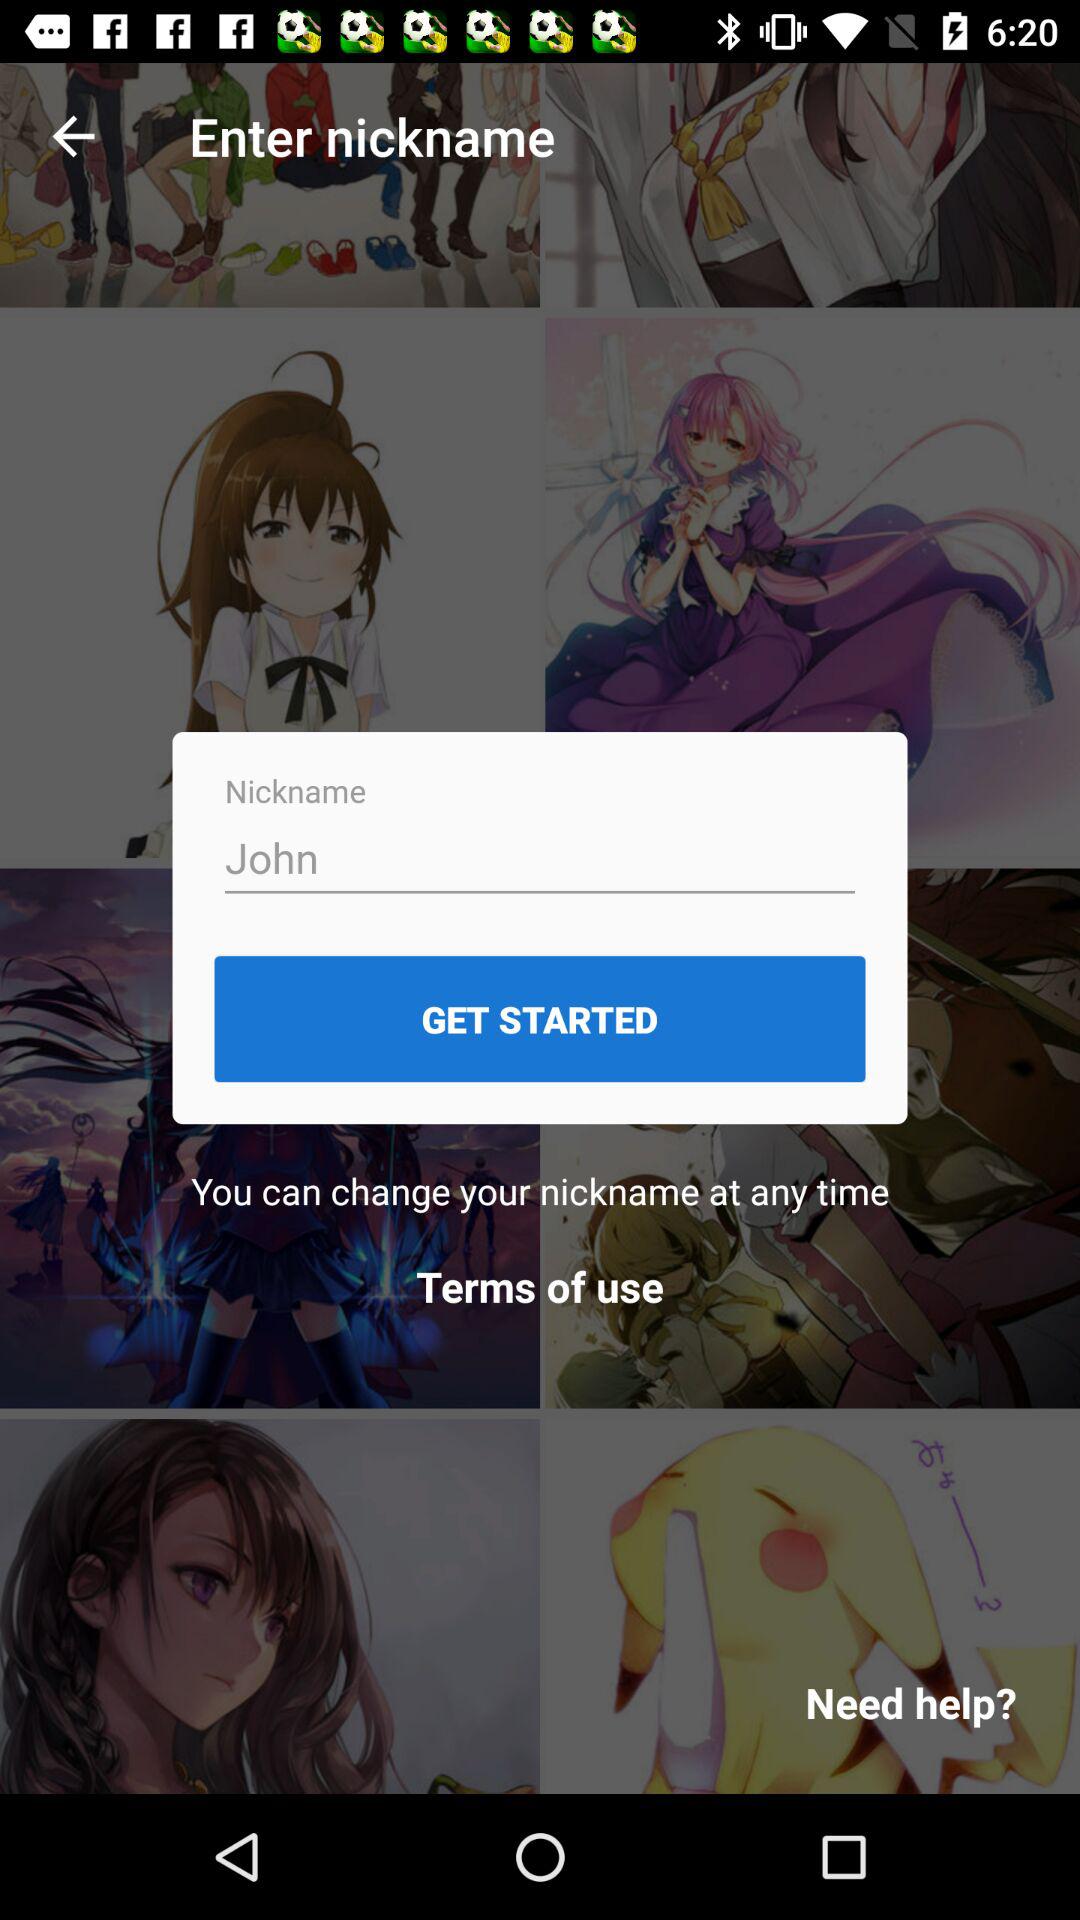 6:20
Enter nickname
Nickname
John
GET STARTED
You can change your nickname at any time
Terms of use
Need help?